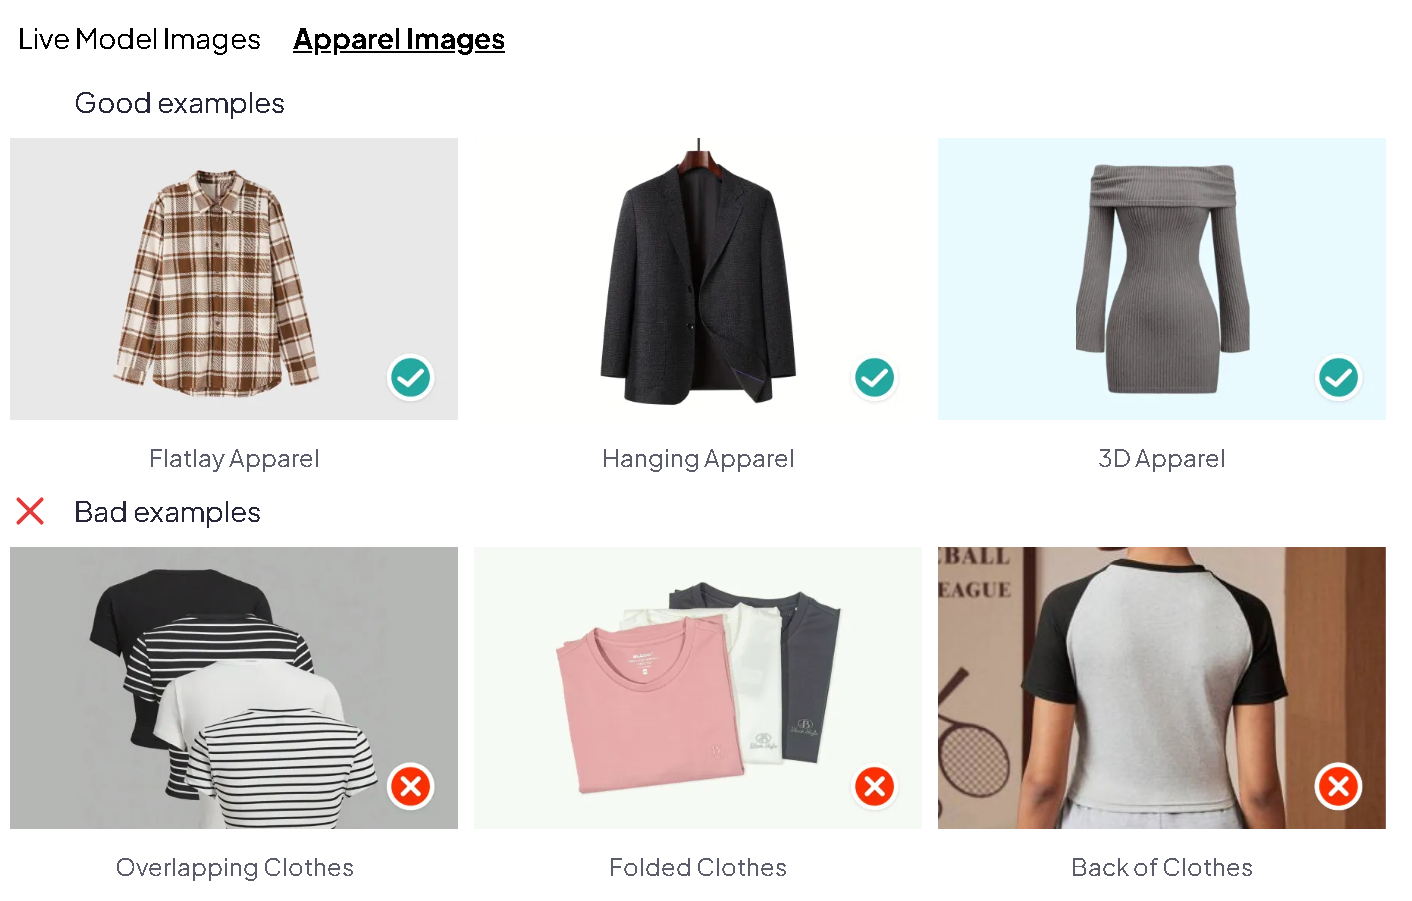 Live Model Images Apparel Images
Good examples
Flatlay Apparel Hanging Apparel 3D Apparel
Bad examples
BALL
EAGUE
Overlapping Clothes Folded Clothes Back of Clothes